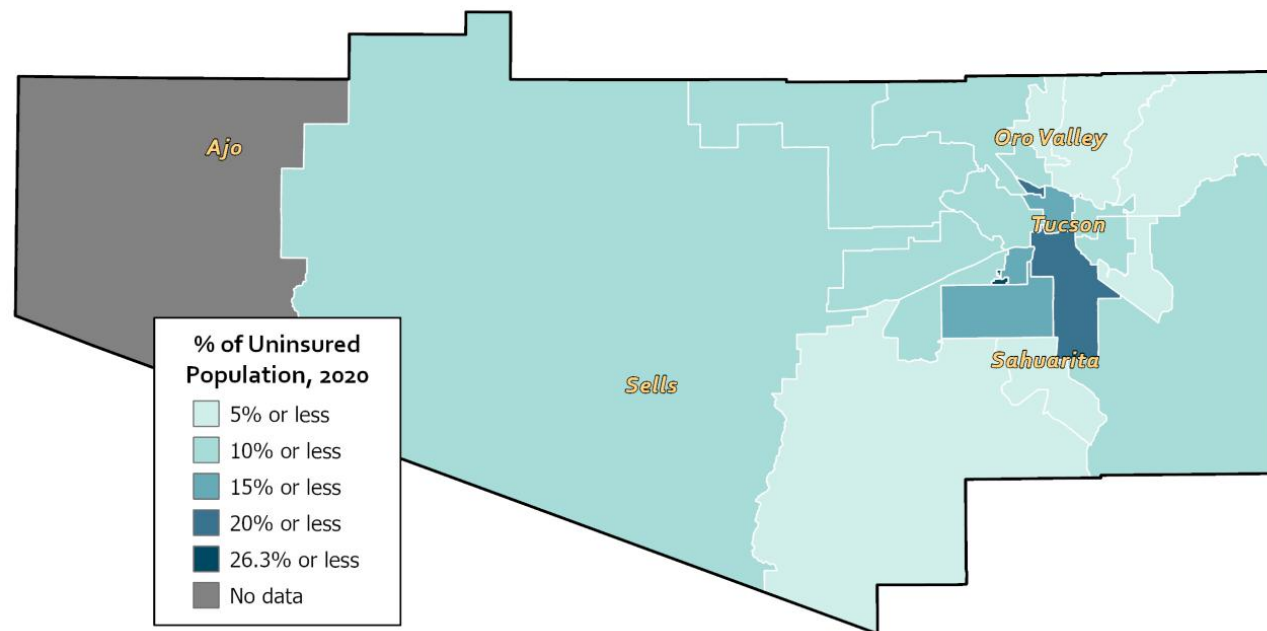 Ajo
Oro Valley
Tucson
Sahuarita
Sells
% of Uninsured
Population, 2020
5% or less
10% or less
15% or less
20% or less
26.3% or less
No data